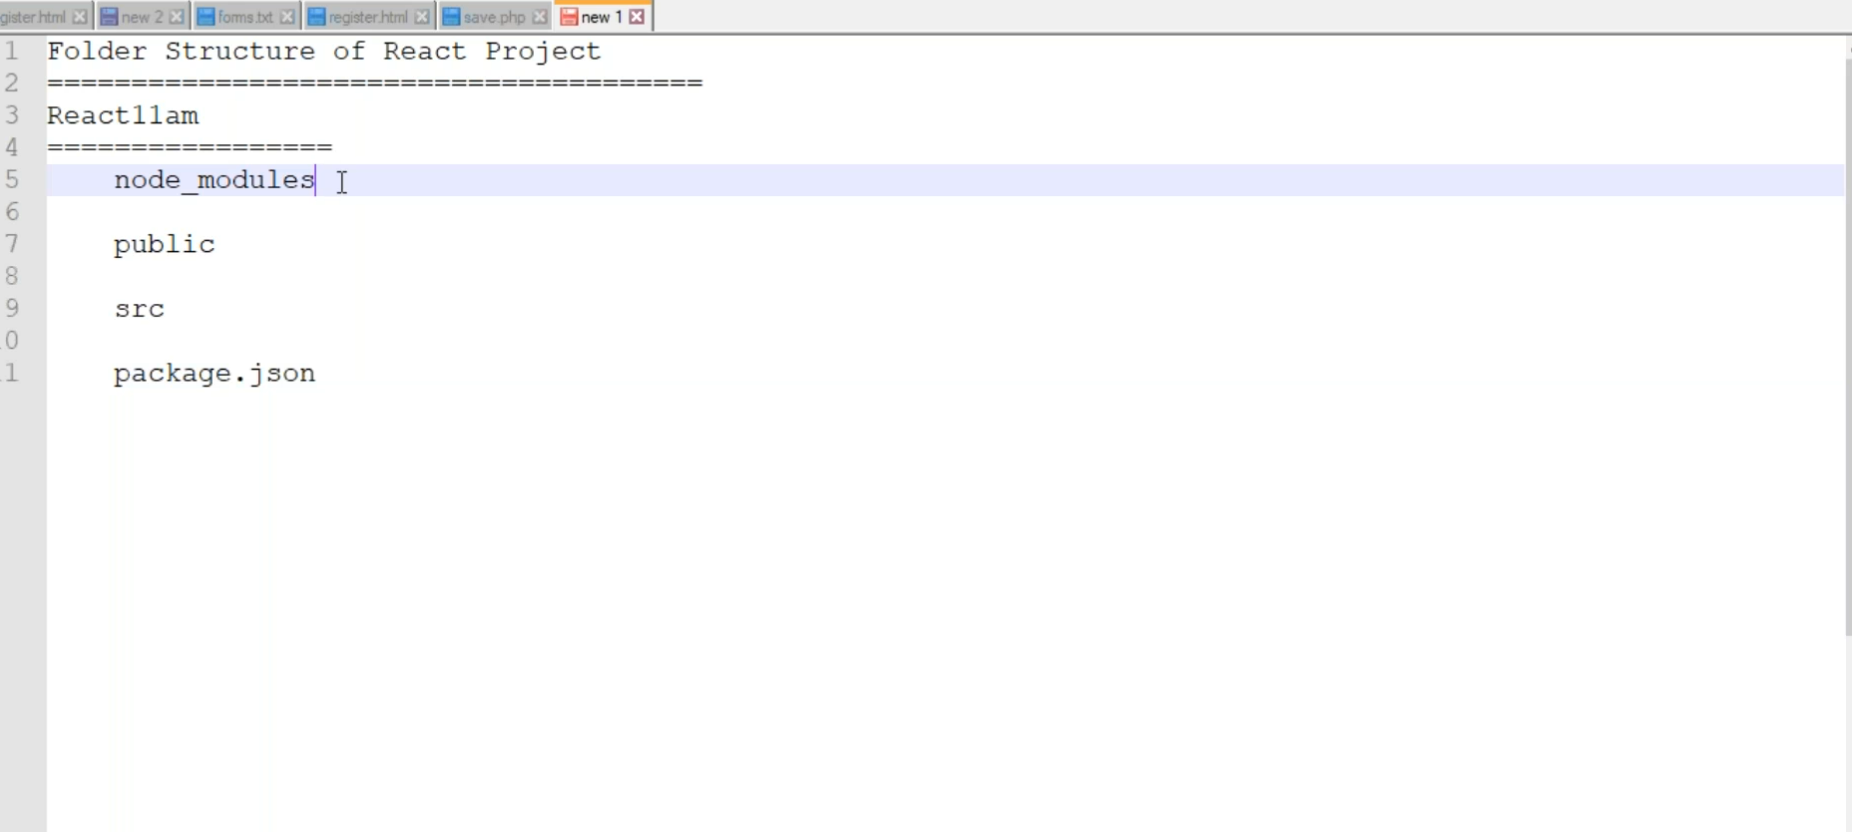 gister.html new 2 forms.txt register.html save.php new 1
1 Folder Structure of React Project
2 =======================================
3 React11am
4 =================
5 node_modules
6
7 public
8
9 src
0
1 package.json